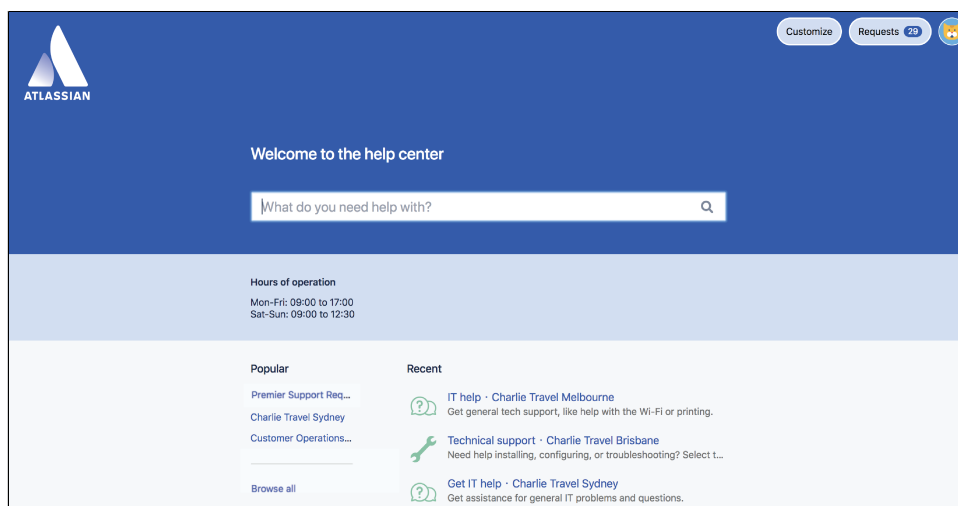 Customize
Requests 29
ATLASSIAN
Welcome to the help center
What do you need help with?
Hours of operation
Mon-Fri: 09:00 to 17:00
Sat-Sun: 09:00 to 12:30
Popular
Premier Support Req...
Charlie Travel Sydney
Customer Operations...
Browse all
Recent
IT help · Charlie Travel Melbourne
Get general tech support, like help with the Wi-Fi or printing.
Technical support · Charlie Travel Brisbane
Need help installing, configuring, or troubleshooting? Select t...
Get IT help · Charlie Travel Sydney
Get assistance for general IT problems and questions.